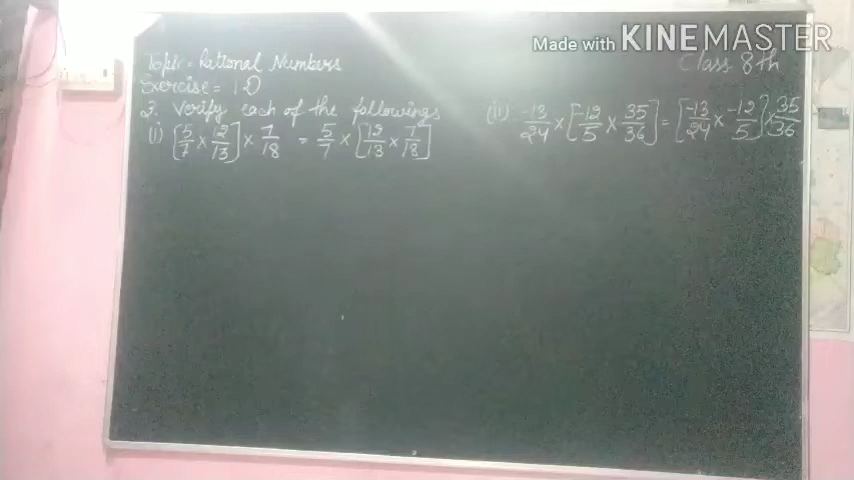 Made with KINEMASTER
Topic = Rational Numbers
Class 8th
Exercise = 1D
2. Verify each of the followings
(i) [5/7 × 12/13] × 7/18 = 5/7 × [12/13 × 7/18]
(ii) -13/24 × [-12/5 × 35/36] = [-13/24 × -12/5] × 35/36